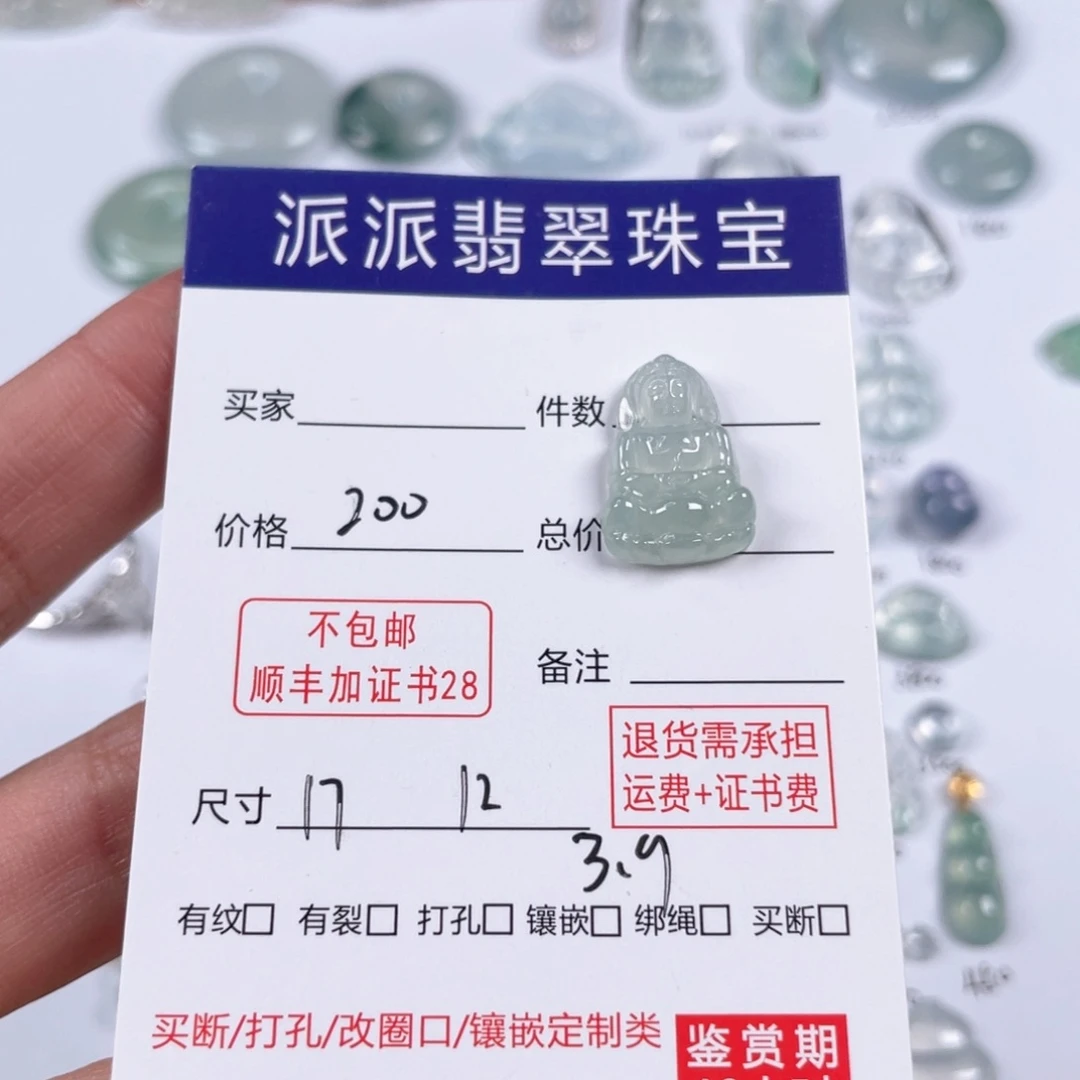 派派翡翠珠宝
买家 件数
价格 200 总价
不包邮
顺丰加证书28
备注
退货需承担
运费+证书费
尺寸 17 12 3.9
有纹□ 有裂□ 打孔□ 镶嵌□ 绑绳□ 买断□
买断/打孔/改圈口/镶嵌定制类
鉴赏期